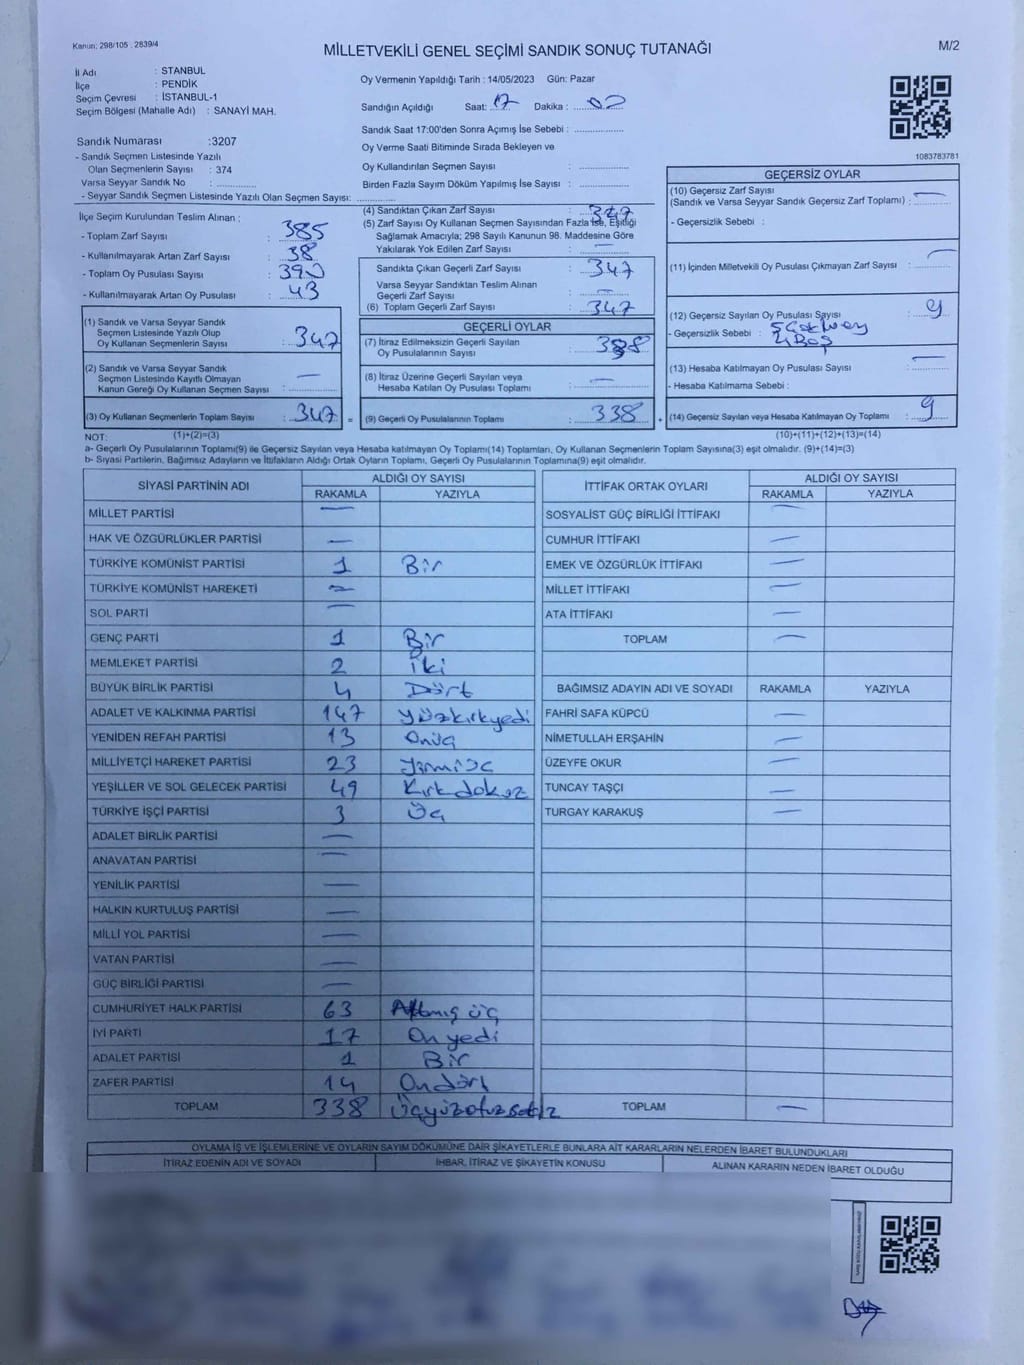 Kanun: 298/105 . 2839/4
MİLLETVEKİLİ GENEL SEÇİMİ SANDIK SONUÇ TUTANAĞI
M/2
İl Adı : STANBUL
İlçe : PENDİK
Seçim Çevresi : İSTANBUL-1
Seçim Bölgesi (Mahalle Adı) : SANAYİ MAH.
Oy Vermenin Yapıldığı Tarih : 14/05/2023 Gün: Pazar
Sandığın Açıldığı Saat: 17 Dakika : 00
Sandık Saat 17:00'den Sonra Açmış İse Sebebi :
Oy Verme Saati Bitiminde Sırada Bekleyen ve
Oy Kullandırılan Seçmen Sayısı :
Birden Fazla Sayım Döküm Yapılmış İse Sayısı :
1083783781
Sandık Numarası :3207
- Sandık Seçmen Listesinde Yazılı
Olan Seçmenlerin Sayısı : 374
Varsa Seyyar Sandık No :
- Seyyar Sandık Seçmen Listesinde Yazılı Olan Seçmen Sayısı:
İlçe Seçim Kurulundan Teslim Alınan :
- Toplam Zarf Sayısı : 385
- Kullanılmayarak Artan Zarf Sayısı : 38
- Toplam Oy Pusulası Sayısı : 390
- Kullanılmayarak Artan Oy Pusulası : 43
(1) Sandık ve Varsa Seyyar Sandık
Seçmen Listesinde Yazılı Olup
Oy Kullanan Seçmenlerin Sayısı : 347
(2) Sandık ve Varsa Seyyar Sandık
Seçmen Listesinde Kayıtlı Olmayan
Kanun Gereği Oy Kullanan Seçmen Sayısı : —
(3) Oy Kullanan Seçmenlerin Toplam Sayısı : 347
(1)+(2)=(3)
(4) Sandıktan Çıkan Zarf Sayısı : 347
(5) Zarf Sayısı Oy Kullanan Seçmen Sayısından Fazla İse, Eşitliği
Sağlamak Amacıyla; 298 Sayılı Kanunun 98. Maddesine Göre
Yakılarak Yok Edilen Zarf Sayısı : —
Sandıkta Çıkan Geçerli Zarf Sayısı : 347
Varsa Seyyar Sandıktan Teslim Alınan
Geçerli Zarf Sayısı : —
(6) Toplam Geçerli Zarf Sayısı : 347
GEÇERLİ OYLAR
(7) İtiraz Edilmeksizin Geçerli Sayılan
Oy Pusulalarının Sayısı : 338
(8) İtiraz Üzerine Geçerli Sayılan veya
Hesaba Katılan Oy Pusulası Toplamı : —
= (9) Geçerli Oy Pusulalarının Toplamı : 338 +
GEÇERSİZ OYLAR
(10) Geçersiz Zarf Sayısı
(Sandık ve Varsa Seyyar Sandık Geçersiz Zarf Toplamı) : —
- Geçersizlik Sebebi :
(11) İçinden Milletvekili Oy Pusulası Çıkmayan Zarf Sayısı : —
(12) Geçersiz Sayılan Oy Pusulası Sayısı : 9
- Geçersizlik Sebebi : 5 Çok Evey
4 Boş
(13) Hesaba Katılmayan Oy Pusulası Sayısı : —
- Hesaba Katılmama Sebebi :
(14) Geçersiz Sayılan veya Hesaba Katılmayan Oy Toplamı : 9
(10)+(11)+(12)+(13)=(14)
NOT:
a- Geçerli Oy Pusulalarının Toplamı(9) ile Geçersiz Sayılan veya Hesaba katılmayan Oy Toplamı(14) Toplamları, Oy Kullanan Seçmenlerin Toplam Sayısına(3) eşit olmalıdır. (9)+(14)=(3)
b- Siyasi Partilerin, Bağımsız Adayların ve İttifakların Aldığı Ortak Oyların Toplamı, Geçerli Oy Pusulalarının Toplamına(9) eşit olmalıdır.
SİYASİ PARTİNİN ADI ALDIĞI OY SAYISI
RAKAMLA YAZIYLA
MİLLET PARTİSİ —
HAK VE ÖZGÜRLÜKLER PARTİSİ —
TÜRKİYE KOMÜNİST PARTİSİ 1 Bir
TÜRKİYE KOMÜNİST HAREKETİ —
SOL PARTİ —
GENÇ PARTİ 1 Bir
MEMLEKET PARTİSİ 2 İki
BÜYÜK BİRLİK PARTİSİ 4 Dört
ADALET VE KALKINMA PARTİSİ 147 yüzkırkyedi
YENİDEN REFAH PARTİSİ 13 Onüç
MİLLİYETÇİ HAREKET PARTİSİ 23 yirmiüç
YEŞİLLER VE SOL GELECEK PARTİSİ 49 Kırkdokuz
TÜRKİYE İŞÇİ PARTİSİ 3 Üç
ADALET BİRLİK PARTİSİ —
ANAVATAN PARTİSİ —
YENİLİK PARTİSİ —
HALKIN KURTULUŞ PARTİSİ —
MİLLİ YOL PARTİSİ —
VATAN PARTİSİ —
GÜÇ BİRLİĞİ PARTİSİ —
CUMHURİYET HALK PARTİSİ 63 Altmış üç
İYİ PARTİ 17 On yedi
ADALET PARTİSİ 1 Bir
ZAFER PARTİSİ 14 Ondört
TOPLAM 338 Üçyüzotuzsekiz
İTTİFAK ORTAK OYLARI ALDIĞI OY SAYISI
RAKAMLA YAZIYLA
SOSYALİST GÜÇ BİRLİĞİ İTTİFAKI —
CUMHUR İTTİFAKI —
EMEK VE ÖZGÜRLÜK İTTİFAKI —
MİLLET İTTİFAKI —
ATA İTTİFAKI —
TOPLAM —
BAĞIMSIZ ADAYIN ADI VE SOYADI RAKAMLA YAZIYLA
FAHRİ SAFA KÜPCÜ —
NİMETULLAH ERŞAHİN —
ÜZEYFE OKUR —
TUNCAY TAŞÇI —
TURGAY KARAKUŞ —
TOPLAM —
OYLAMA İŞ VE İŞLEMLERİNE VE OYLARIN SAYIM DÖKÜMÜNE DAİR ŞİKAYETLERLE BUNLARA AİT KARARLARIN NELERDEN İBARET BULUNDUKLARI
İTİRAZ EDENİN ADI VE SOYADI İHBAR, İTİRAZ VE ŞİKAYETİN KONUSU ALINAN KARARIN NEDEN İBARET OLDUĞU